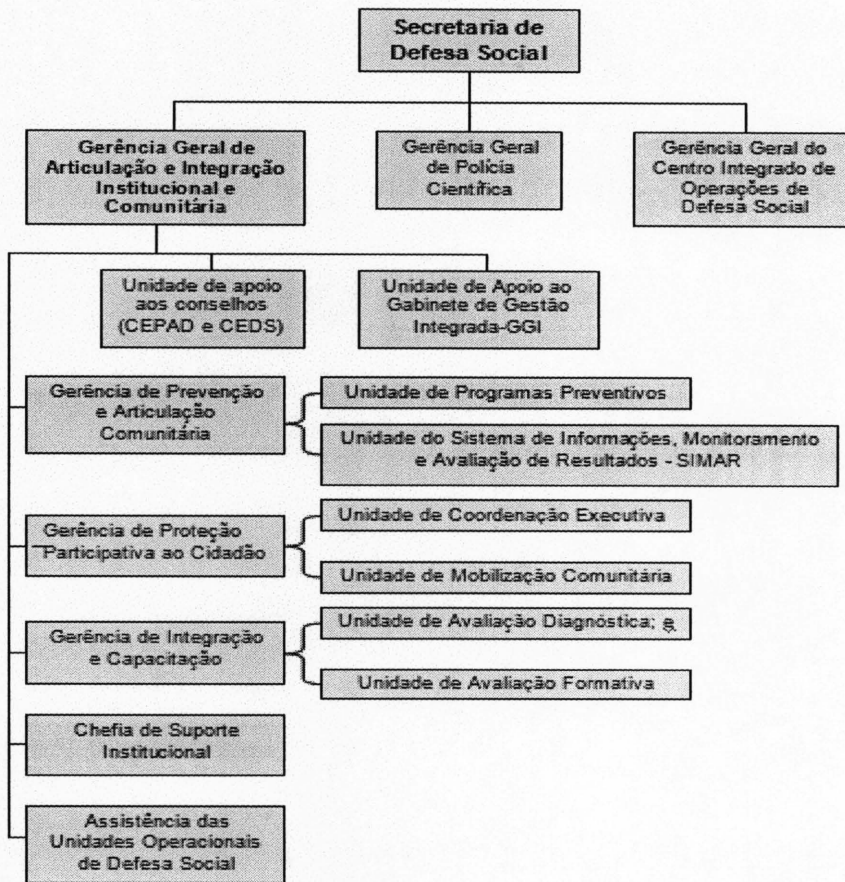 Secretaria de
Defesa Social
Gerência Geral de
Articulação e Integração
Institucional e
Comunitária
Gerência Geral
de Polícia
Científica
Gerência Geral do
Centro Integrado de
Operações de
Defesa Social
Unidade de apoio
aos conselhos
(CEPAD e CEDS)
Unidade de Apoio ao
Gabinete de Gestão
Integrada-GGI
Gerência de Prevenção
e Articulação
Comunitária
Unidade de Programas Preventivos
Unidade do Sistema de Informações, Monitoramento
e Avaliação de Resultados - SIMAR
Gerência de Proteção
Participativa ao Cidadão
Unidade de Coordenação Executiva
Unidade de Mobilização Comunitária
Gerência de Integração
e Capacitação
Unidade de Avaliação Diagnóstica; e
Unidade de Avaliação Formativa
Chefia de Suporte
Institucional
Assistência das
Unidades Operacionais
de Defesa Social